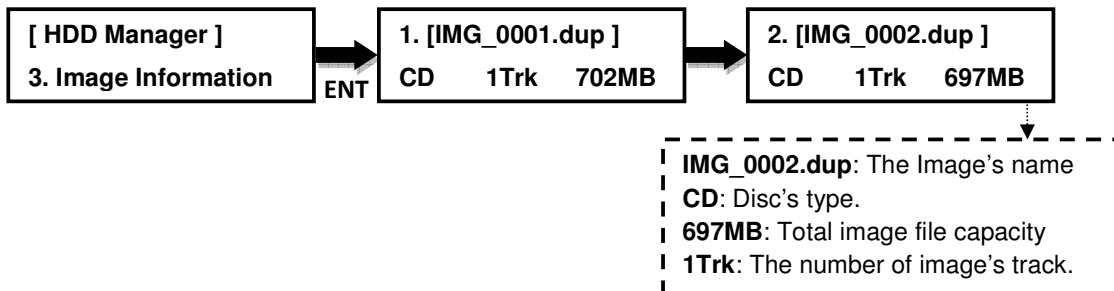 [ HDD Manager ]
3. Image Information
ENT
1. [IMG_0001.dup ]
CD 1Trk 702MB
2. [IMG_0002.dup ]
CD 1Trk 697MB
IMG_0002.dup: The Image's name
CD: Disc's type.
697MB: Total image file capacity
1Trk: The number of image's track.